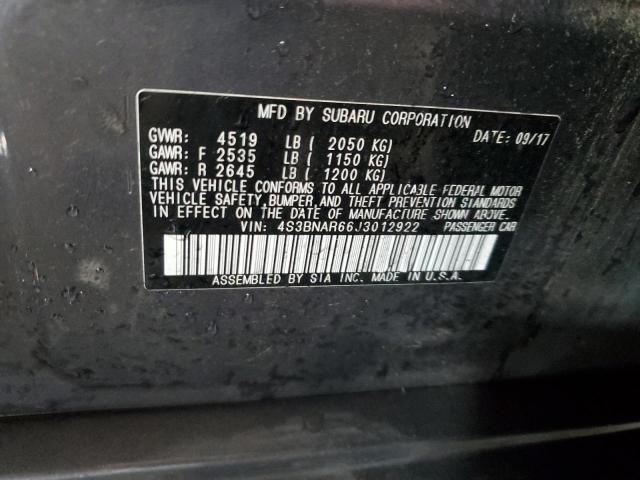 MFD BY SUBARU CORPORATION
GVWR: 4519 LB ( 2050 KG) DATE: 09/17
GAWR: F 2535 LB ( 1150 KG)
GAWR: R 2645 LB ( 1200 KG)
THIS VEHICLE CONFORMS TO ALL APPLICABLE FEDERAL MOTOR
VEHICLE SAFETY, BUMPER, AND THEFT PREVENTION STANDARDS
IN EFFECT ON THE DATE OF MANUFACTURE SHOWN ABOVE.
VIN: 4S3BNAR66J3012922 PASSENGER CAR
ASSEMBLED BY SIA INC. MADE IN U.S.A.